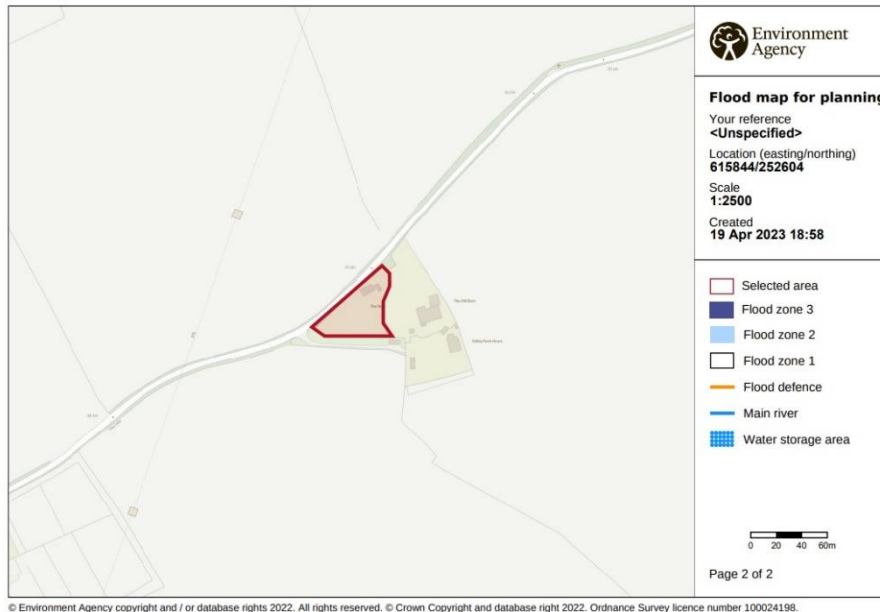 Environment
Agency
Flood map for planning
Your reference
<Unspecified>
Location (easting/northing)
615844/252604
Scale
1:2500
Created
19 Apr 2023 18:58
Selected area
Flood zone 3
Flood zone 2
Flood zone 1
Flood defence
Main river
Water storage area
0 20 40 60m
Page 2 of 2
The Old Barn
© Environment Agency copyright and / or database rights 2022. All rights reserved. © Crown Copyright and database right 2022. Ordnance Survey licence number 100024198.